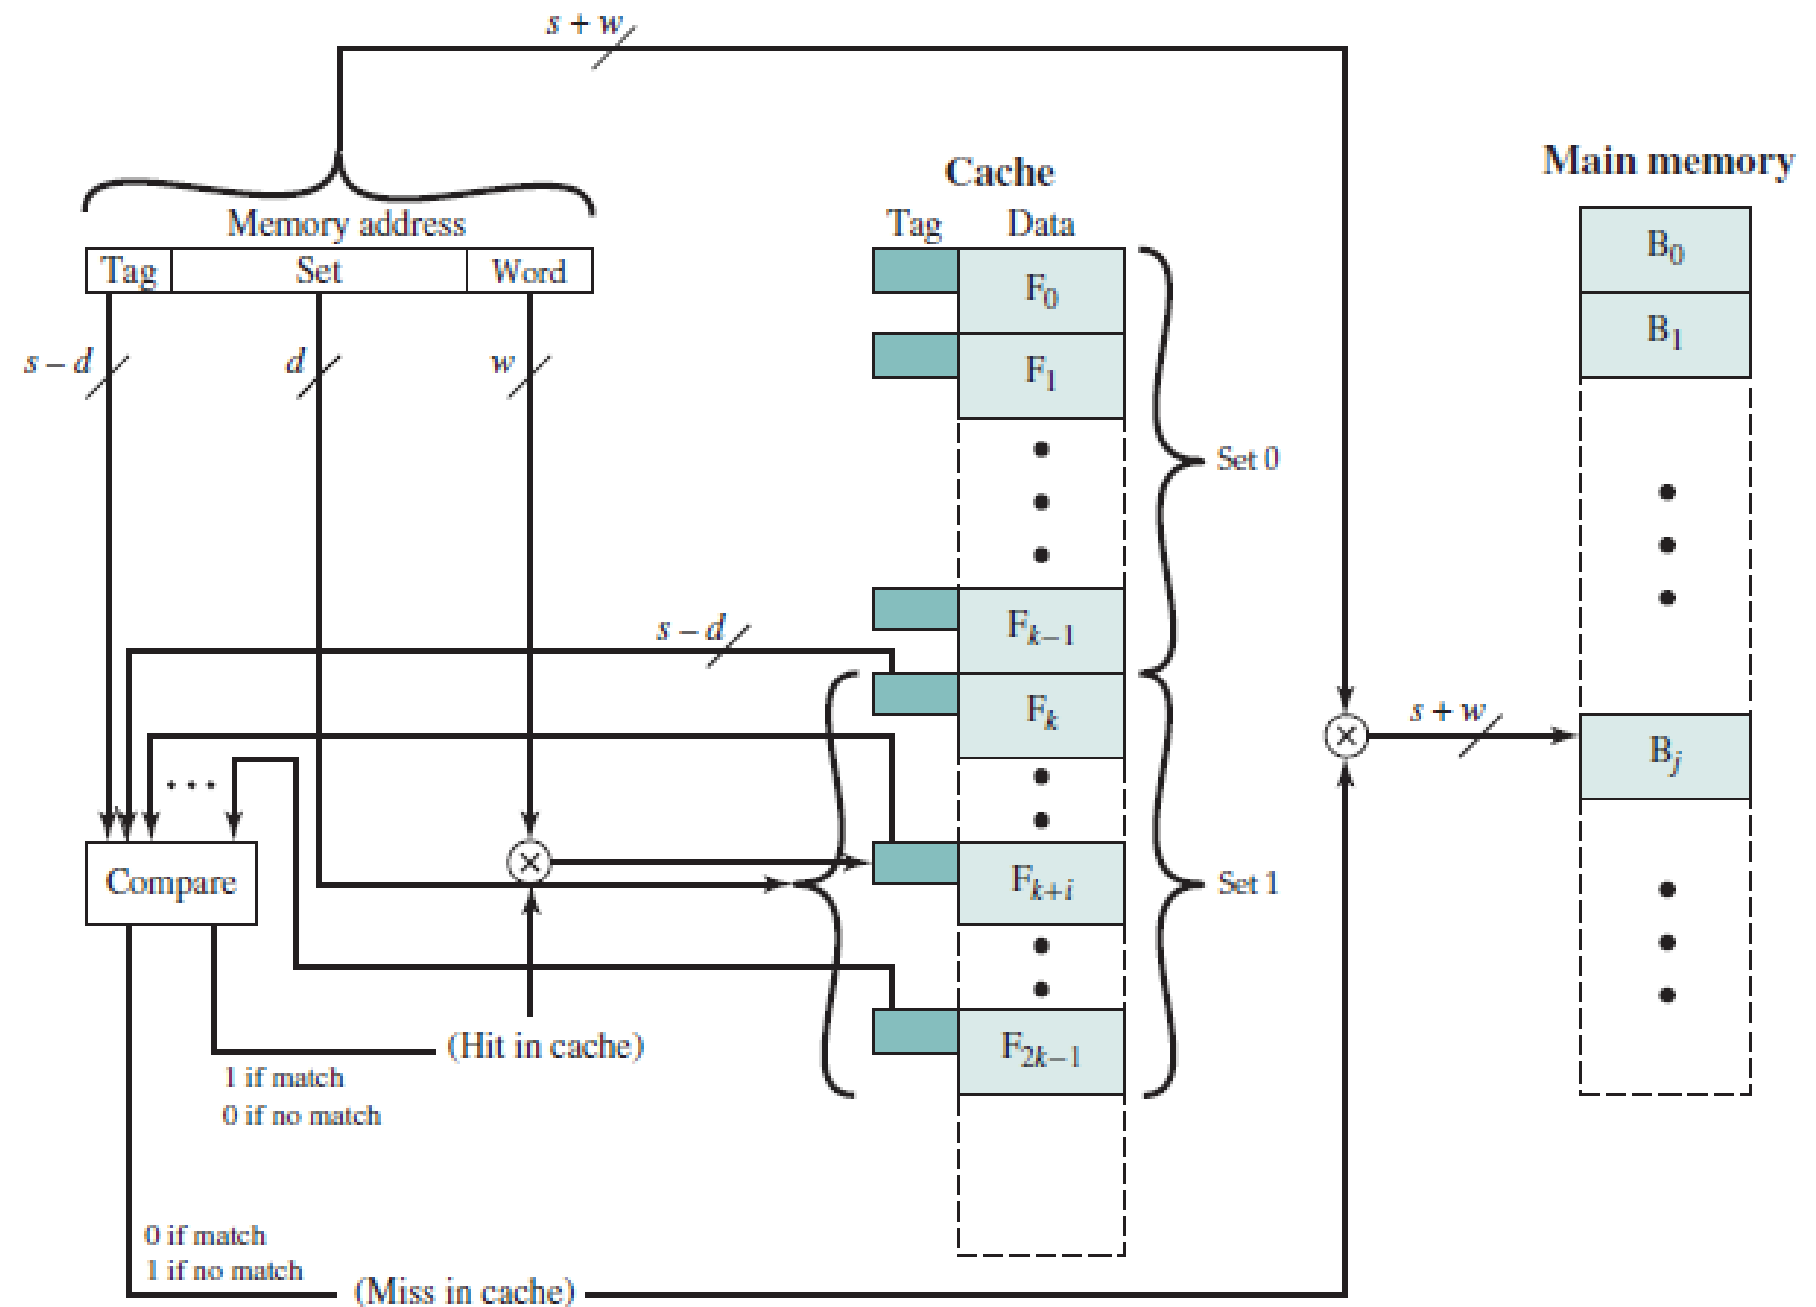 s + w
Memory address
Tag Set Word
s – d
d
w
Cache
Tag Data
F0
F1
Fk–1
Fk
Fk+i
F2k–1
Set 0
Set 1
s – d
Main memory
B0
B1
Bj
s + w
Compare
(Hit in cache)
1 if match
0 if no match
0 if match
1 if no match
(Miss in cache)